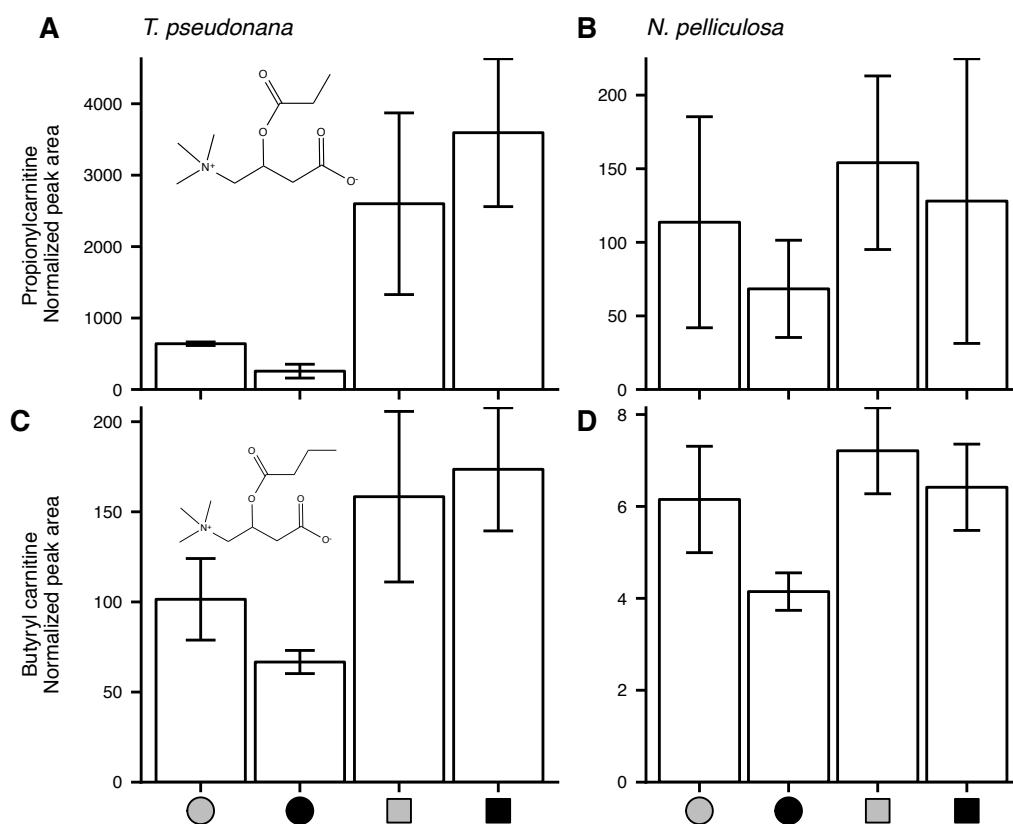 A
T. pseudonana
B
N. pelliculosa
Propionylcarnitine
Normalized peak area
4000
3000
2000
1000
0
O
O
O
N+
O-
200
150
100
50
0
C
D
Butyryl carnitine
Normalized peak area
200
150
100
50
0
O
O
O
N+
O-
8
6
4
2
0